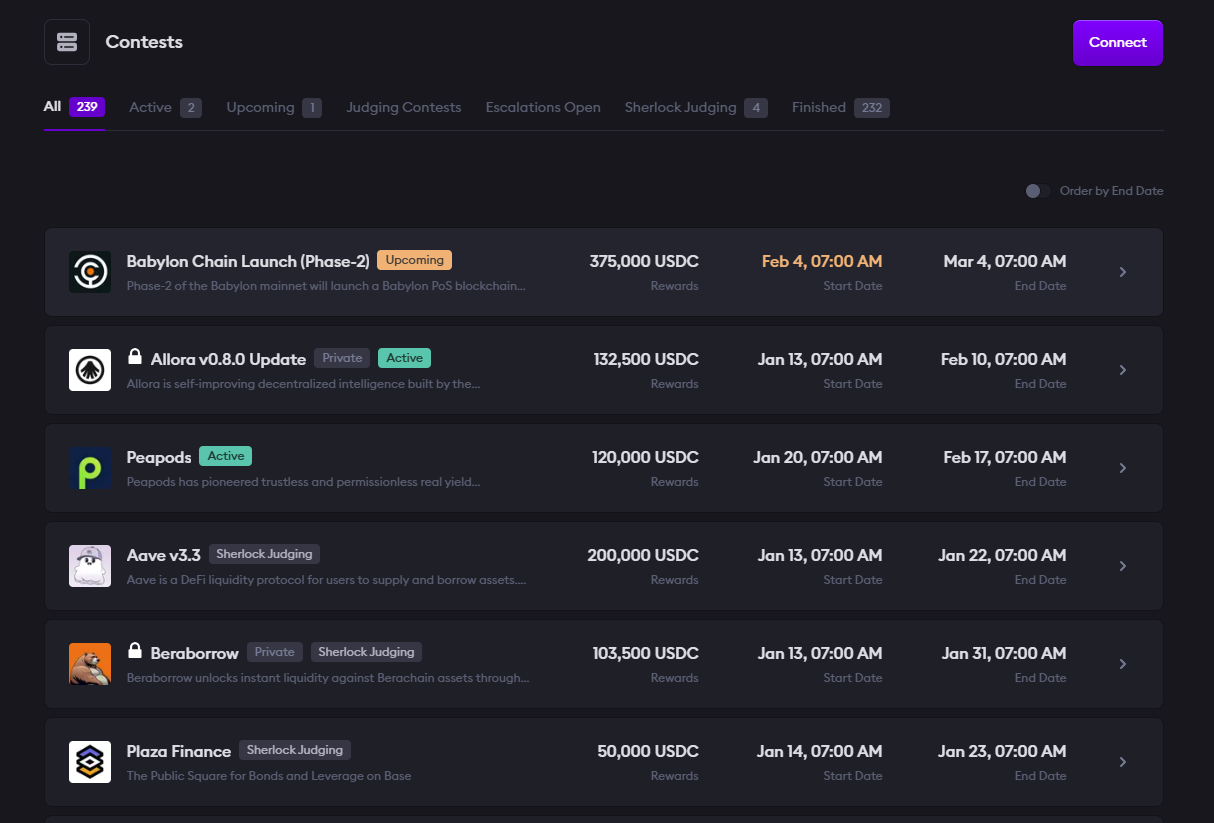 Contests
Connect
All 239 Active 2 Upcoming 1 Judging Contests Escalations Open Sherlock Judging 4 Finished 232
Order by End Date
Babylon Chain Launch (Phase-2) Upcoming 375,000 USDC Feb 4, 07:00 AM Mar 4, 07:00 AM
Phase-2 of the Babylon mainnet will launch a Babylon PoS blockchain... Rewards Start Date End Date
Allora v0.8.0 Update Private Active 132,500 USDC Jan 13, 07:00 AM Feb 10, 07:00 AM
Allora is self-improving decentralized intelligence built by the... Rewards Start Date End Date
Peapods Active 120,000 USDC Jan 20, 07:00 AM Feb 17, 07:00 AM
Peapods has pioneered trustless and permissionless real yield... Rewards Start Date End Date
Aave v3.3 Sherlock Judging 200,000 USDC Jan 13, 07:00 AM Jan 22, 07:00 AM
Aave is a DeFi liquidity protocol for users to supply and borrow assets.... Rewards Start Date End Date
Beraborrow Private Sherlock Judging 103,500 USDC Jan 13, 07:00 AM Jan 31, 07:00 AM
Beraborrow unlocks instant liquidity against Berachain assets through... Rewards Start Date End Date
Plaza Finance Sherlock Judging 50,000 USDC Jan 14, 07:00 AM Jan 23, 07:00 AM
The Public Square for Bonds and Leverage on Base Rewards Start Date End Date